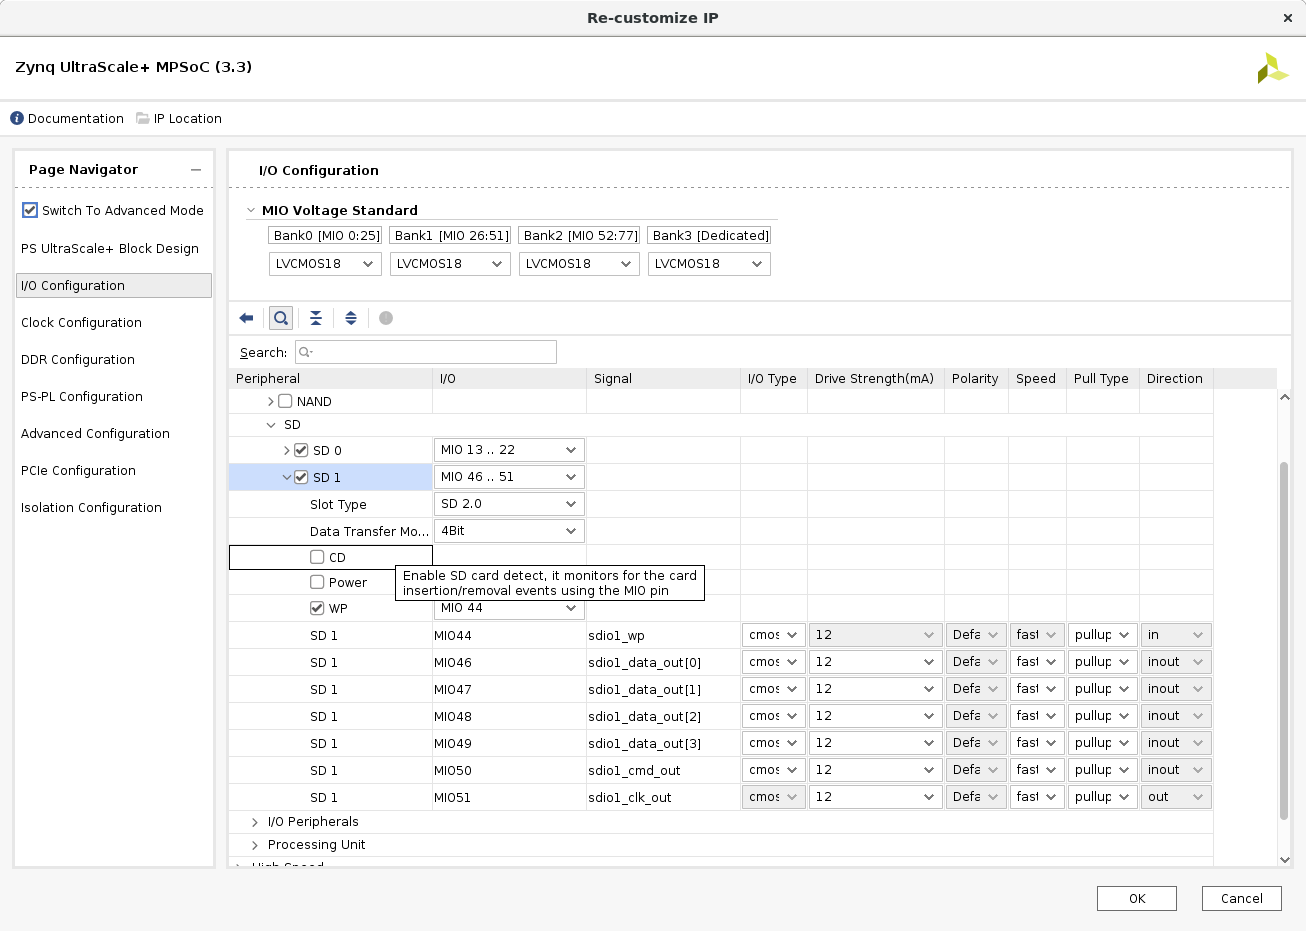 Re-customize IP
Zynq UltraScale+ MPSoC (3.3)
Documentation IP Location
Page Navigator
Switch To Advanced Mode
PS UltraScale+ Block Design
I/O Configuration
Clock Configuration
DDR Configuration
PS-PL Configuration
Advanced Configuration
PCIe Configuration
Isolation Configuration
I/O Configuration
MIO Voltage Standard
Bank0 [MIO 0:25] Bank1 [MIO 26:51] Bank2 [MIO 52:77] Bank3 [Dedicated]
LVCMOS18 LVCMOS18 LVCMOS18 LVCMOS18
Search:
Peripheral I/O Signal I/O Type Drive Strength(mA) Polarity Speed Pull Type Direction
NAND
SD
SD 0 MIO 13 .. 22
SD 1 MIO 46 .. 51
Slot Type SD 2.0
Data Transfer Mo... 4Bit
CD
Enable SD card detect, it monitors for the card
insertion/removal events using the MIO pin
Power
WP MIO 44
SD 1 MIO44 sdio1_wp cmos 12 Defa fast pullup in
SD 1 MIO46 sdio1_data_out[0] cmos 12 Defa fast pullup inout
SD 1 MIO47 sdio1_data_out[1] cmos 12 Defa fast pullup inout
SD 1 MIO48 sdio1_data_out[2] cmos 12 Defa fast pullup inout
SD 1 MIO49 sdio1_data_out[3] cmos 12 Defa fast pullup inout
SD 1 MIO50 sdio1_cmd_out cmos 12 Defa fast pullup inout
SD 1 MIO51 sdio1_clk_out cmos 12 Defa fast pullup out
I/O Peripherals
Processing Unit
High Speed
OK Cancel